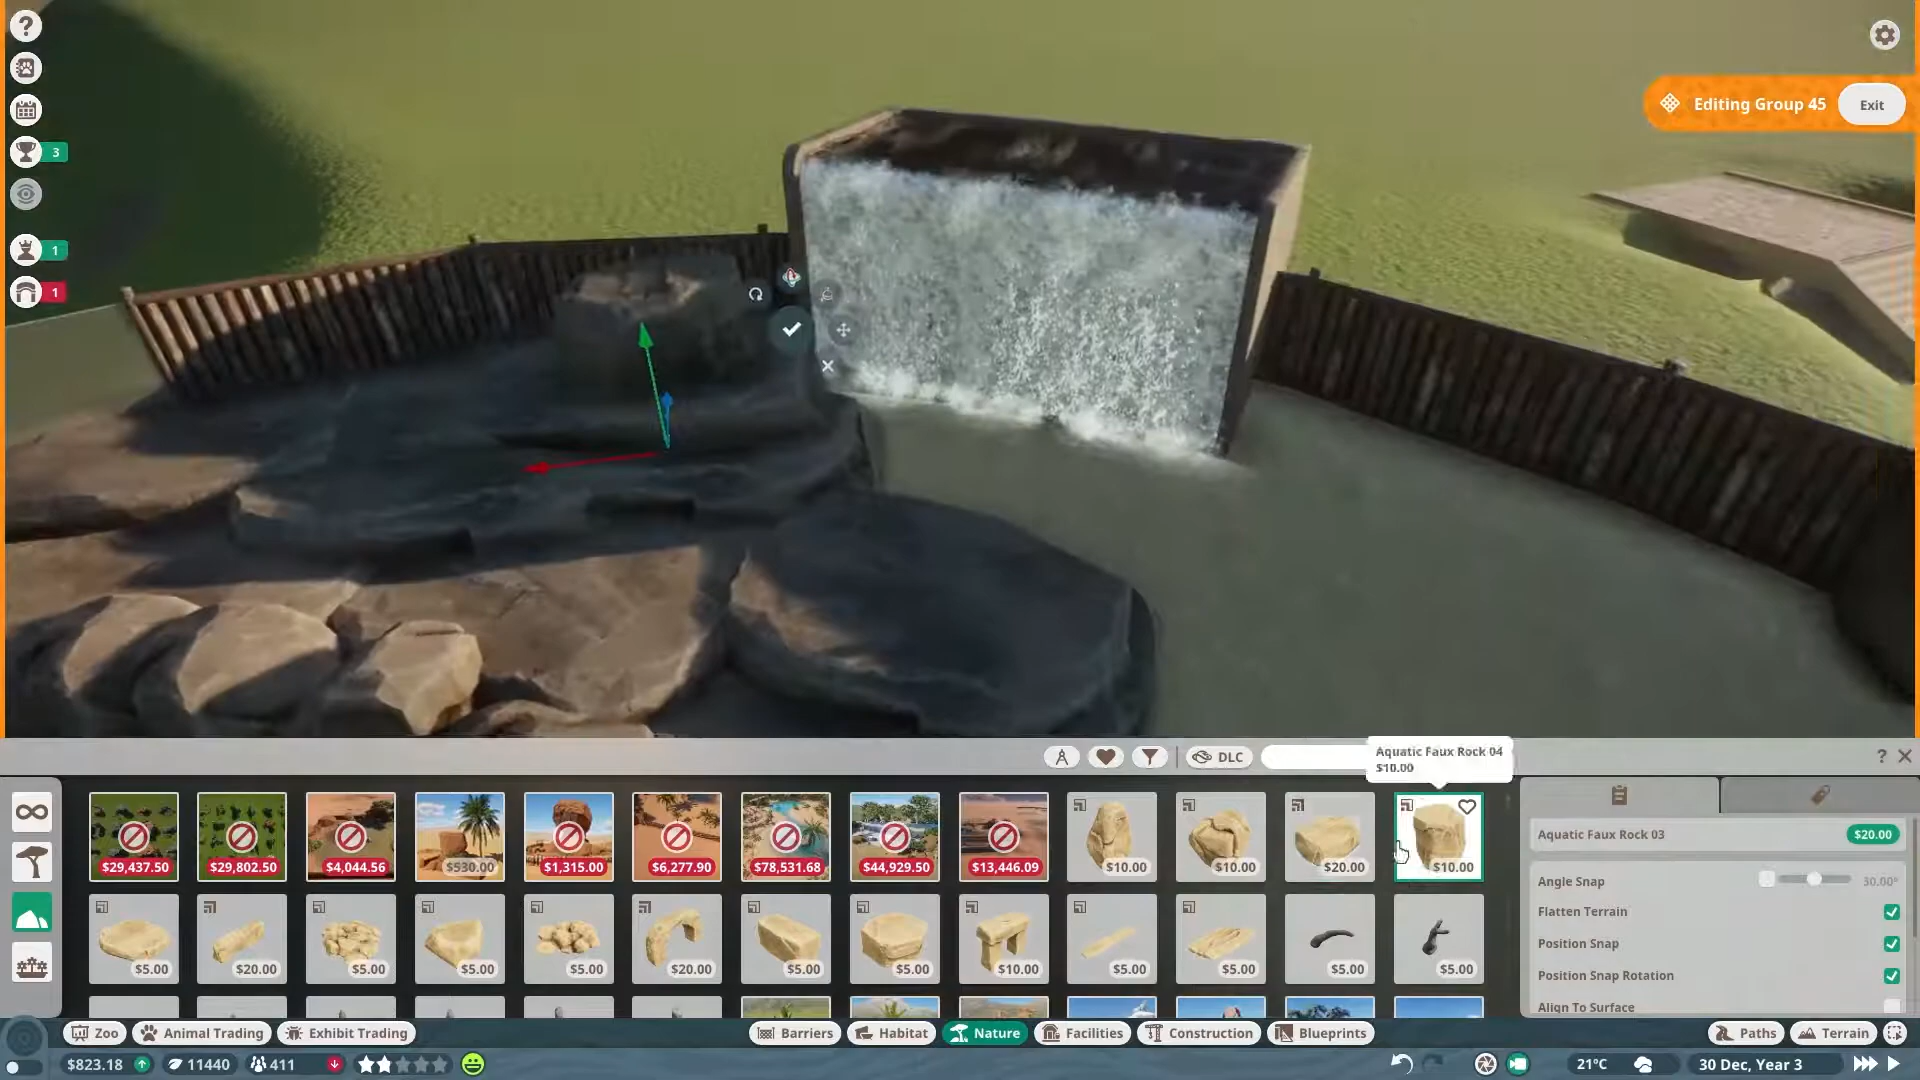 ?
3
1
1
Editing Group 45
Exit
DLC
Aquatic Faux Rock 04
$10.00
?
$29,437.50
$29,802.50
$4,044.56
$530.00
$1,315.00
$6,277.90
$78,531.68
$44,929.50
$13,446.09
$10.00
$10.00
$20.00
$10.00
$5.00
$20.00
$5.00
$5.00
$5.00
$20.00
$5.00
$5.00
$10.00
$5.00
$5.00
$5.00
$5.00
Aquatic Faux Rock 03
$20.00
Angle Snap
30.00°
Flatten Terrain
Position Snap
Position Snap Rotation
Align To Surface
Zoo
Animal Trading
Exhibit Trading
Barriers
Habitat
Nature
Facilities
Construction
Blueprints
Paths
Terrain
$823.18
11440
411
21°C
30 Dec, Year 3